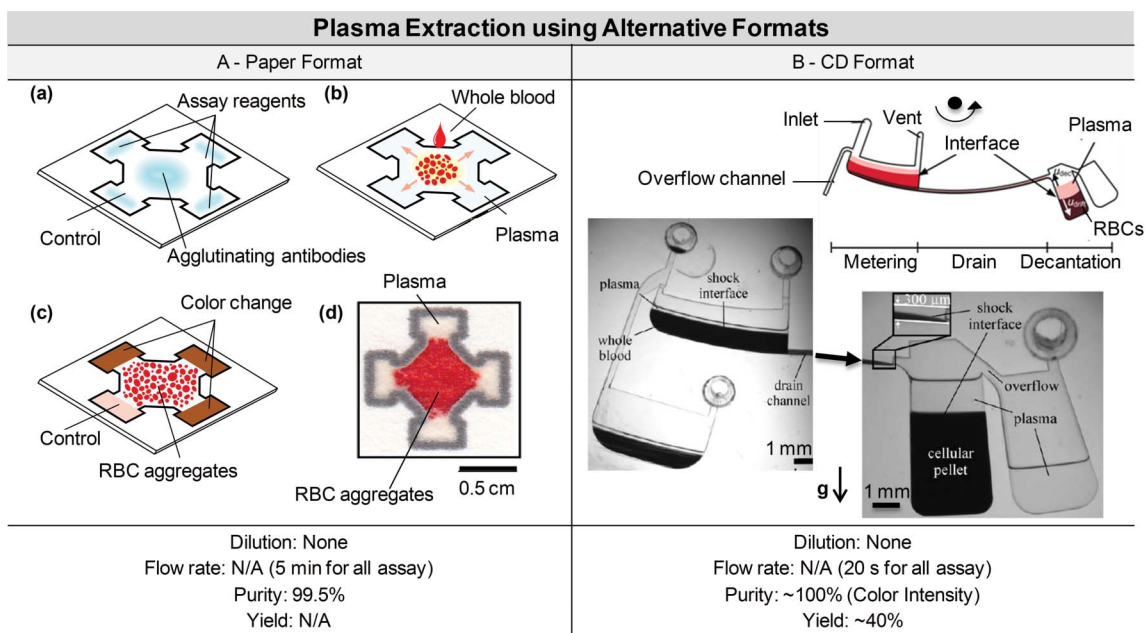 Plasma Extraction using Alternative Formats
A - Paper Format
(a)
Assay reagents
Control
Agglutinating antibodies
(b)
Whole blood
Plasma
(c)
Color change
Control
RBC aggregates
(d)
Plasma
RBC aggregates
0.5 cm
Dilution: None
Flow rate: N/A (5 min for all assay)
Purity: 99.5%
Yield: N/A
B - CD Format
Inlet
Vent
Interface
Plasma
Overflow channel
u_dec
u_drift
RBCs
Metering
Drain
Decantation
plasma
shock
interface
whole
blood
drain
channel
1 mm
300 μm
shock
interface
overflow
plasma
cellular
pellet
g
1 mm
Dilution: None
Flow rate: N/A (20 s for all assay)
Purity: ~100% (Color Intensity)
Yield: ~40%